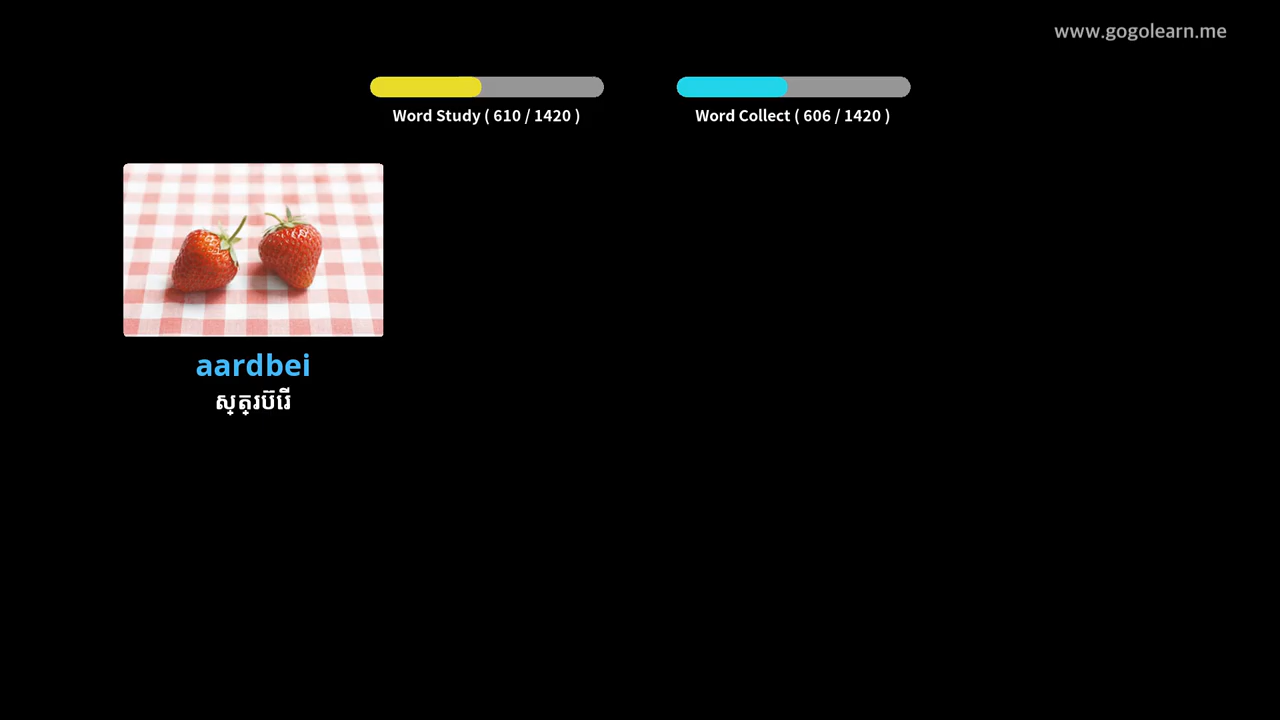 www.gogolearn.me
Word Study ( 610 / 1420 )
Word Collect ( 606 / 1420 )
aardbei
ស្ត្រប៊រើ